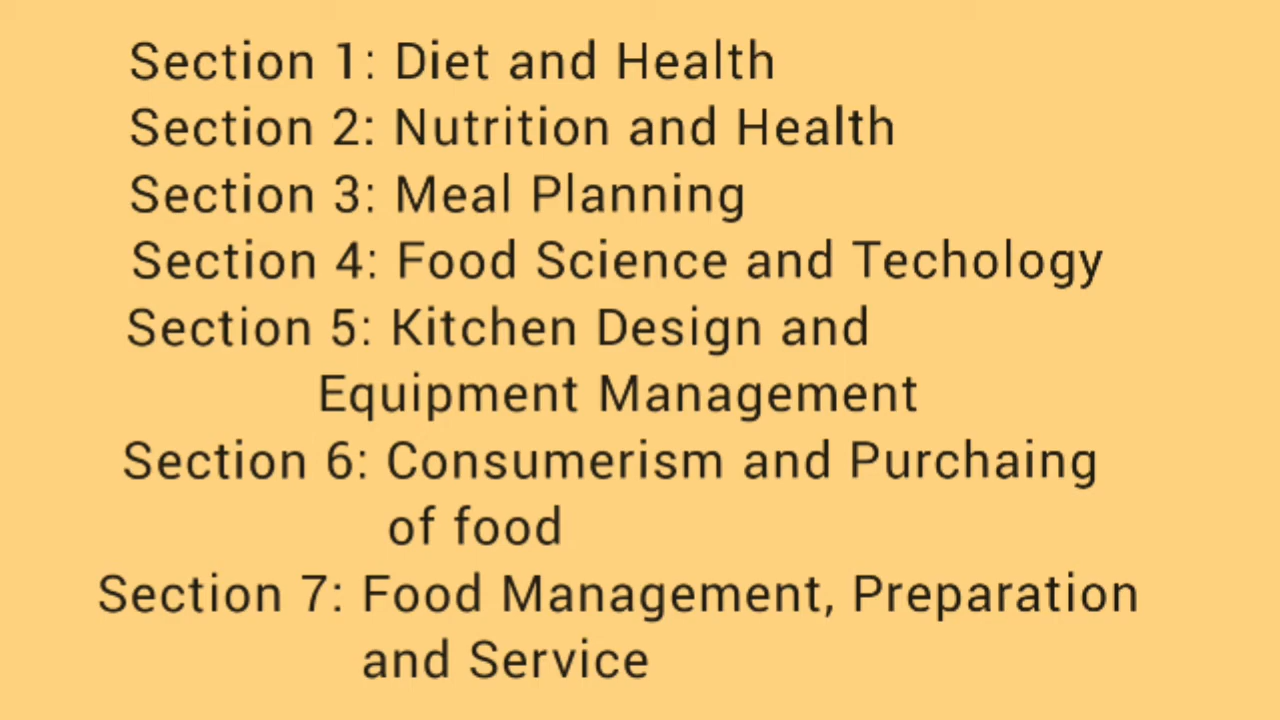 Section 1: Diet and Health
Section 2: Nutrition and Health
Section 3: Meal Planning
Section 4: Food Science and Techology
Section 5: Kitchen Design and
Equipment Management
Section 6: Consumerism and Purchaing
of food
Section 7: Food Management, Preparation
and Service